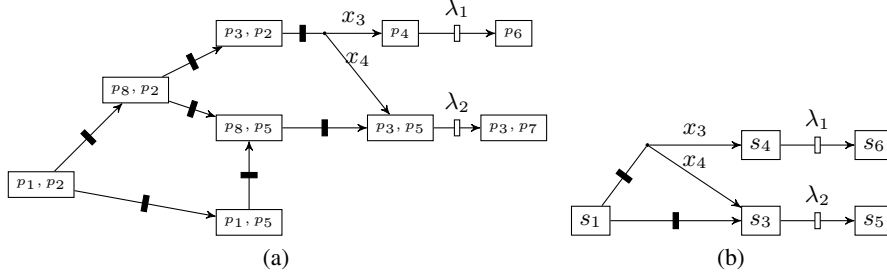 x₃
λ₁
p₃, p₂
p₄
p₆
x₄
p₈, p₂
λ₂
p₈, p₅
p₃, p₅
p₃, p₇
x₃
λ₁
s₄
s₆
x₄
p₁, p₂
λ₂
p₁, p₅
s₁
s₃
s₅
(a)
(b)